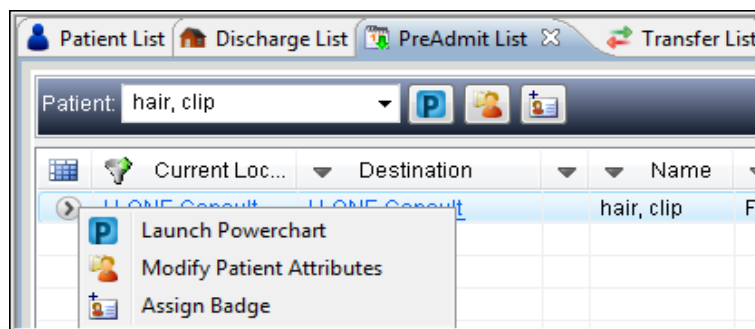 Patient List Discharge List PreAdmit List Transfer List
Patient: hair, clip P
Current Loc... Destination Name
hair, clip F
P Launch Powerchart
Modify Patient Attributes
Assign Badge